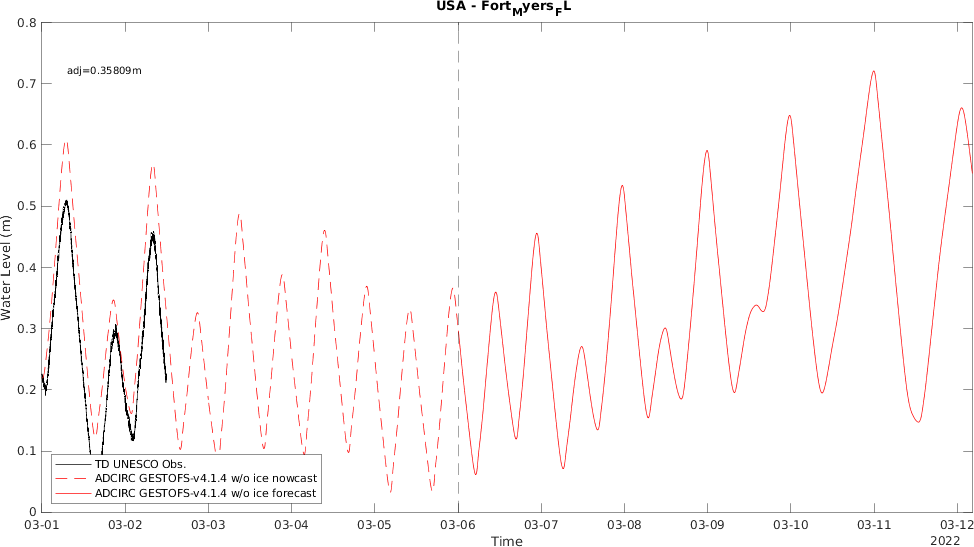 USA - Fort_Myers_FL
adj=0.35809m
Water Level (m)
0.8
0.7
0.6
0.5
0.4
0.3
0.2
0.1
0
TD UNESCO Obs.
ADCIRC GESTOFS-v4.1.4 w/o ice nowcast
ADCIRC GESTOFS-v4.1.4 w/o ice forecast
03-01 03-02 03-03 03-04 03-05 03-06 03-07 03-08 03-09 03-10 03-11 03-12
Time
2022